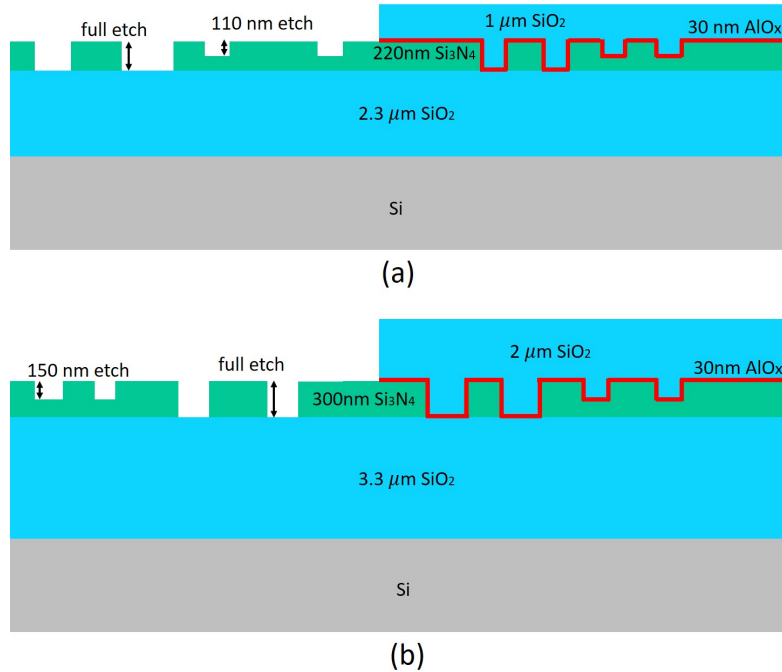 full etch
110 nm etch
1 μm SiO₂
30 nm AlOₓ
220nm Si₃N₄
2.3 μm SiO₂
Si
(a)
150 nm etch
full etch
2 μm SiO₂
30nm AlOₓ
300nm Si₃N₄
3.3 μm SiO₂
Si
(b)